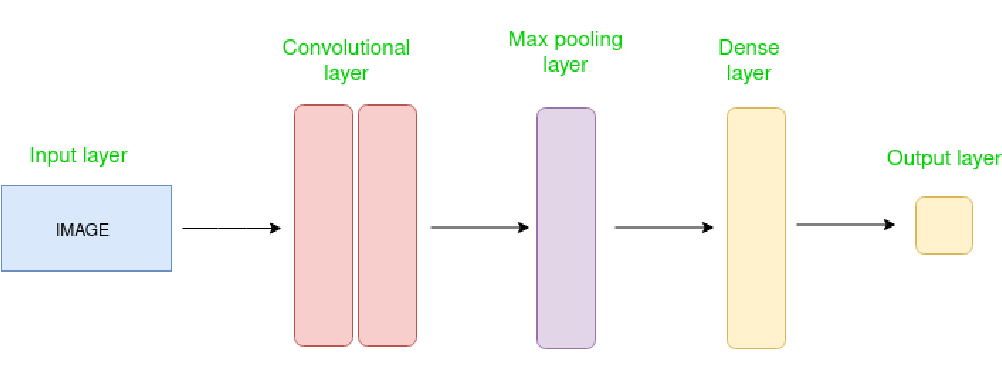 Convolutional
layer
Max pooling
layer
Dense
layer
Input layer
Output layer
IMAGE